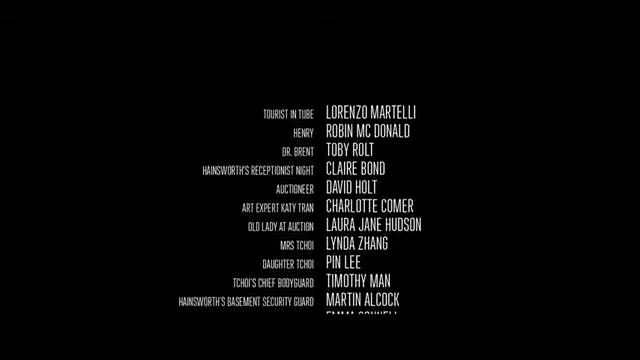 TOURIST IN TUBE LORENZO MARTELLI
HENRY ROBIN MC DONALD
DR. BRENT TOBY ROLT
HAINSWORTH'S RECEPTIONIST NIGHT CLAIRE BOND
AUCTIONEER DAVID HOLT
ART EXPERT KATY TRAN CHARLOTTE COMER
OLD LADY AT AUCTION LAURA JANE HUDSON
MRS TCHOI LYNDA ZHANG
DAUGHTER TCHOI PIN LEE
TCHOI'S CHIEF BODYGUARD TIMOTHY MAN
HAINSWORTH'S BASEMENT SECURITY GUARD MARTIN ALCOCK